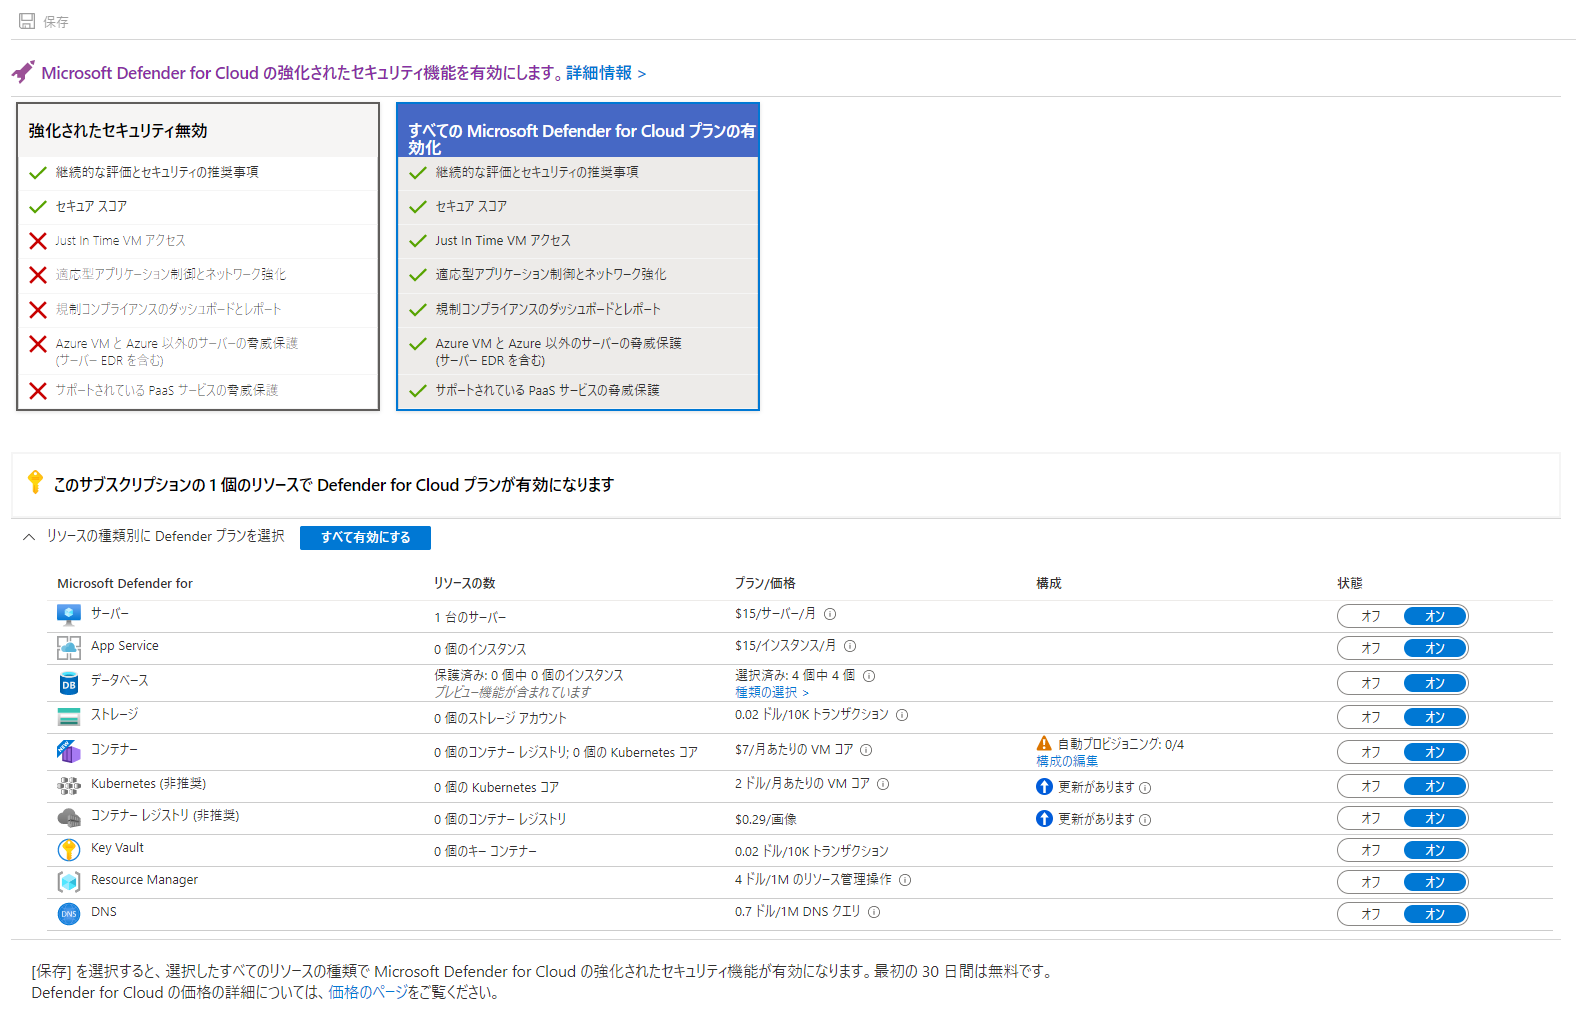 保存
Microsoft Defender for Cloud の強化されたセキュリティ機能を有効にします。詳細情報 >
強化されたセキュリティ無効
継続的な評価とセキュリティの推奨事項
セキュア スコア
Just In Time VM アクセス
適応型アプリケーション制御とネットワーク強化
規制コンプライアンスのダッシュボードとレポート
Azure VM と Azure 以外のサーバーの脅威保護
(サーバー EDR を含む)
サポートされている PaaS サービスの脅威保護
すべての Microsoft Defender for Cloud プランの有
効化
継続的な評価とセキュリティの推奨事項
セキュア スコア
Just In Time VM アクセス
適応型アプリケーション制御とネットワーク強化
規制コンプライアンスのダッシュボードとレポート
Azure VM と Azure 以外のサーバーの脅威保護
(サーバー EDR を含む)
サポートされている PaaS サービスの脅威保護
このサブスクリプションの 1 個のリソースで Defender for Cloud プランが有効になります
リソースの種類別に Defender プランを選択 すべて有効にする
Microsoft Defender for リソースの数 プラン/価格 構成 状態
サーバー 1 台のサーバー $15/サーバー/月 オフ オン
App Service 0 個のインスタンス $15/インスタンス/月 オフ オン
データベース 保護済み: 0 個中 0 個のインスタンス 選択済み: 4 個中 4 個 オフ オン
プレビュー機能が含まれています 種類の選択 >
DB
ストレージ 0 個のストレージ アカウント 0.02 ドル/10K トランザクション オフ オン
NEW
コンテナー 0 個のコンテナー レジストリ; 0 個の Kubernetes コア $7/月あたりの VM コア 自動プロビジョニング: 0/4 オフ オン
構成の編集
Kubernetes (非推奨) 0 個の Kubernetes コア 2 ドル/月あたりの VM コア 更新があります オフ オン
コンテナー レジストリ (非推奨) 0 個のコンテナー レジストリ $0.29/画像 更新があります オフ オン
Key Vault 0 個のキー コンテナー 0.02 ドル/10K トランザクション オフ オン
Resource Manager 4 ドル/1M のリソース管理操作 オフ オン
DNS DNS 0.7 ドル/1M DNS クエリ オフ オン
[保存] を選択すると、選択したすべてのリソースの種類で Microsoft Defender for Cloud の強化されたセキュリティ機能が有効になります。最初の 30 日間は無料です。
Defender for Cloud の価格の詳細については、価格のページをご覧ください。